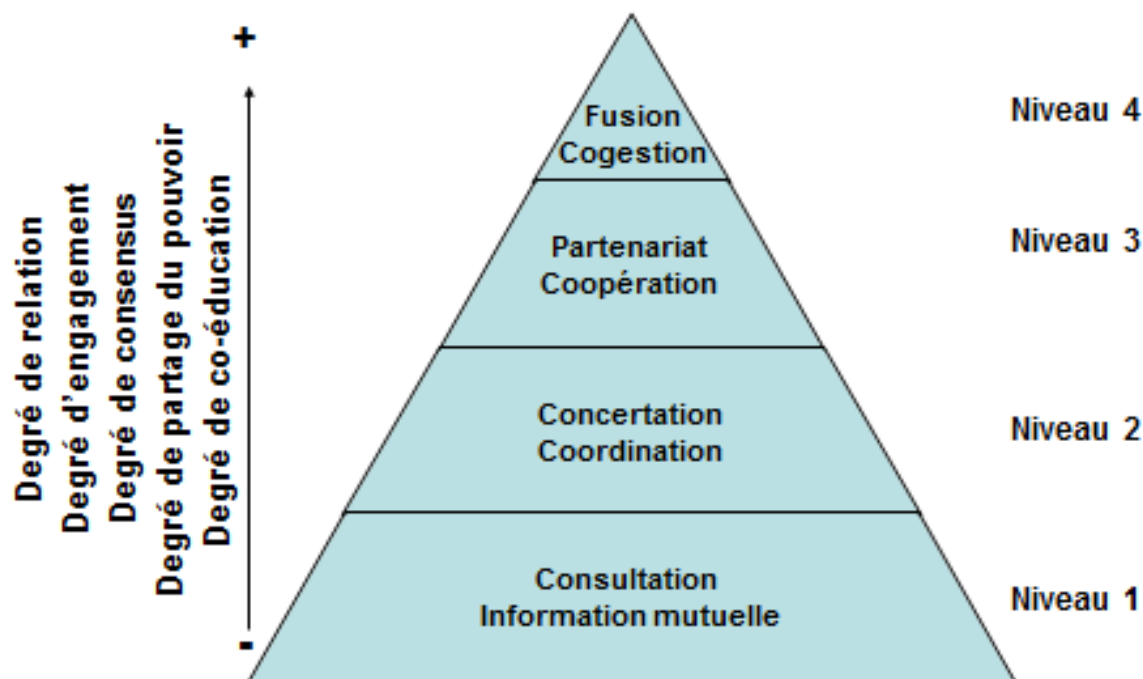 +
Degré de relation
Degré d'engagement
Degré de consensus
Degré de partage du pouvoir
Degré de co-éducation
-
Fusion
Cogestion
Niveau 4
Partenariat
Coopération
Niveau 3
Concertation
Coordination
Niveau 2
Consultation
Information mutuelle
Niveau 1